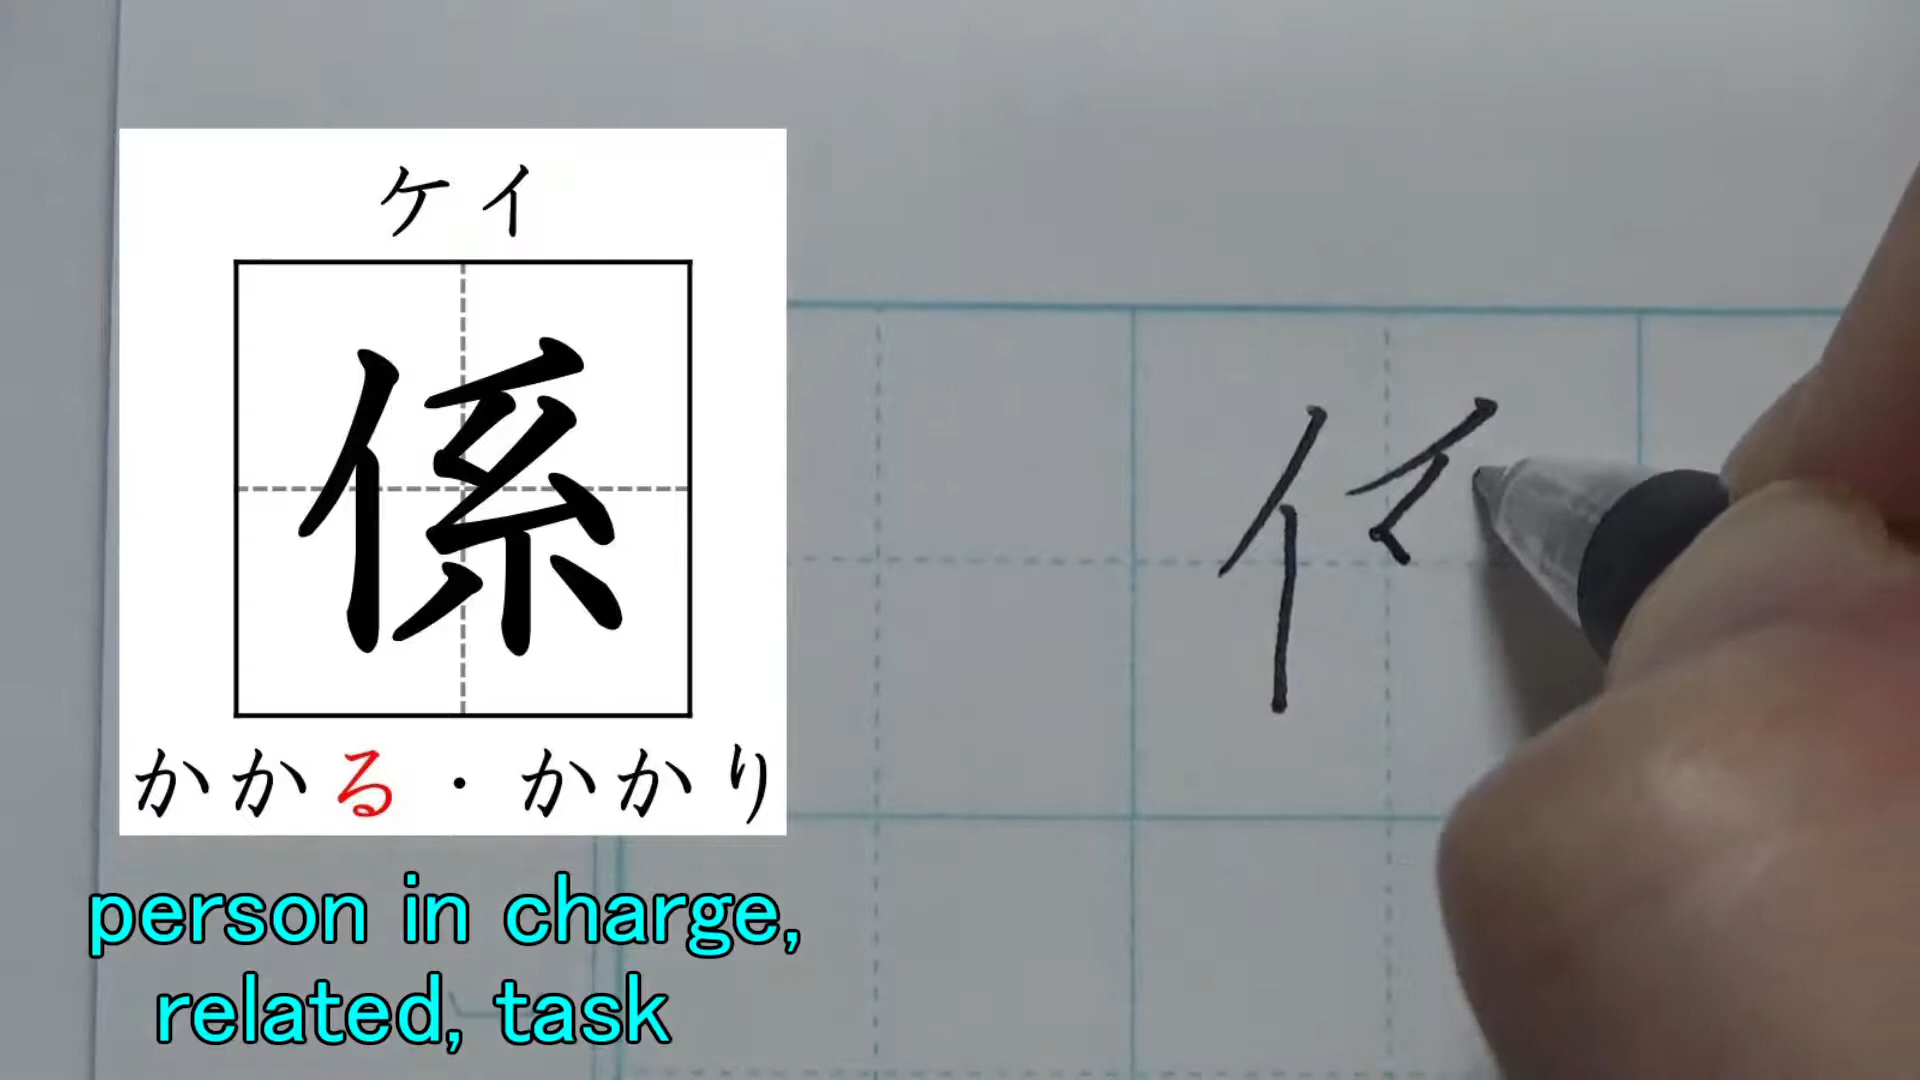 ケイ
係
かかる・かかり
person in charge,
related, task